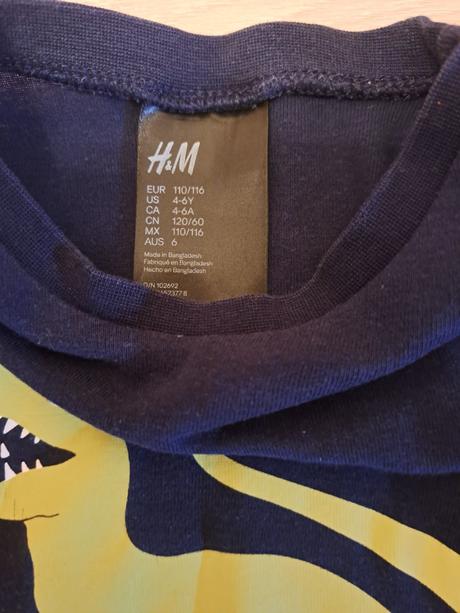 H&M
EUR 110/116
US 4-6Y
CA 4-6A
CN 120/60
MX 110/116
AUS 6
Made in Bangladesh
Fabriqué en Bangladesh
Hecho en Bangladesh
O/N 102692